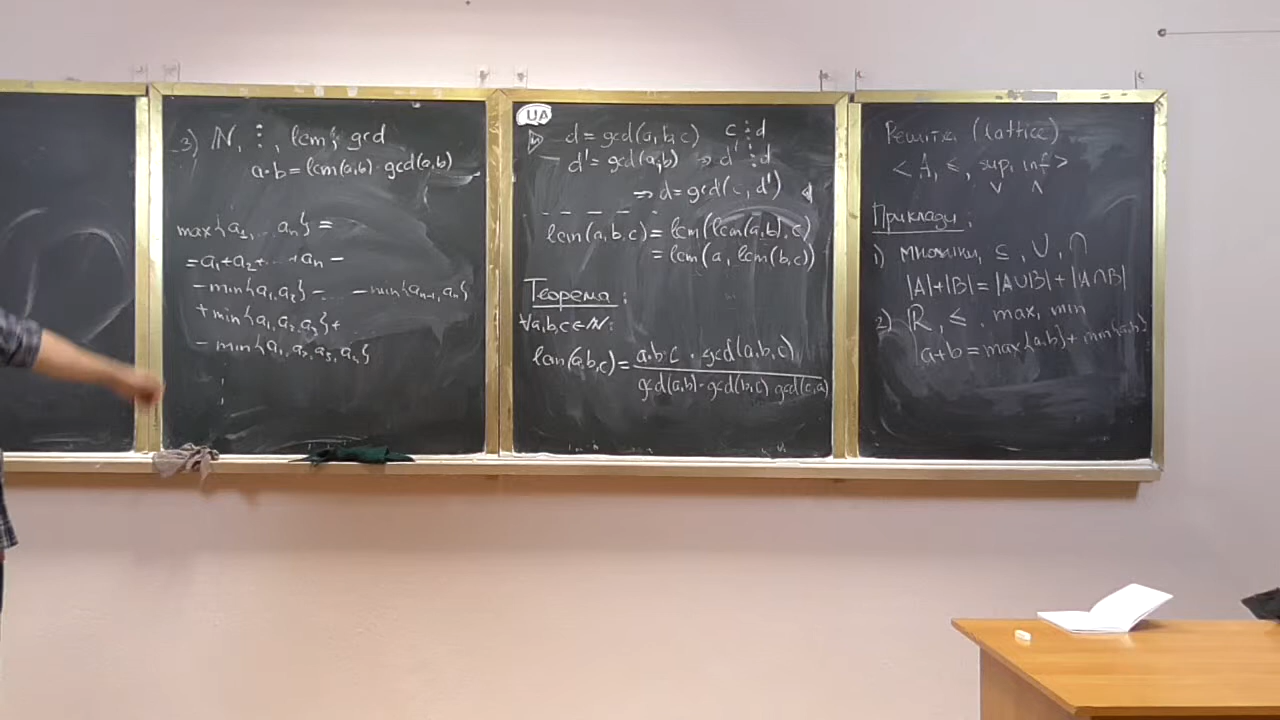 3) ℕ, ⋮, lcm, gcd
a·b = lcm(a,b)·gcd(a,b)
max{a₁,... aₙ} =
= a₁+a₂+...+aₙ −
− min{a₁,a₂} − ... − min{aₙ₋₁,aₙ}
+ min{a₁,a₂,a₃} +
− min{a₁,a₂,a₃,a₄}
⋮
UA
d = gcd(a,b,c) c ⋮ d
d' = gcd(a,b) ⇒ d' ⋮ d
⇒ d = gcd(c, d')
lcm(a,b,c) = lcm(lcm(a,b),c)
= lcm(a, lcm(b,c))
Теорема:
∀a,b,c∈ℕ:
lcm(a,b,c) = a·b·c · gcd(a,b,c) / gcd(a,b)·gcd(b,c)·gcd(c,a)
Решітка (lattice)
< A, ≤, sup, inf >
∨ ∧
Приклади:
1) Множини, ⊆, ∪, ∩
|A|+|B| = |A∪B|+|A∩B|
2) ℝ, ≤, max, min
a+b = max{a,b}+min{a,b}